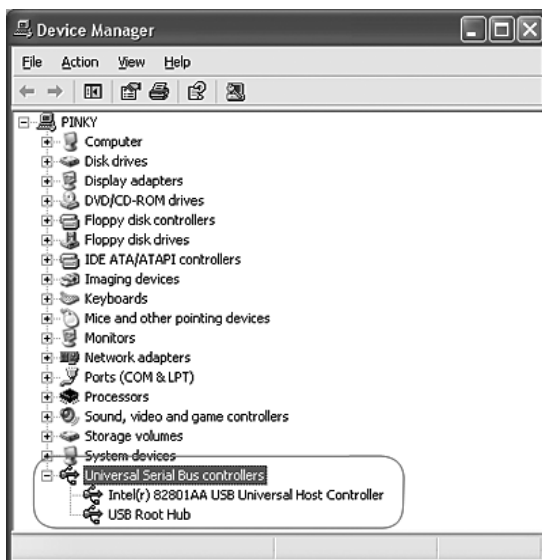 Device Manager
File Action View Help
PINKY
Computer
Disk drives
Display adapters
DVD/CD-ROM drives
Floppy disk controllers
Floppy disk drives
IDE ATA/ATAPI controllers
Imaging devices
Keyboards
Mice and other pointing devices
Monitors
Network adapters
Ports (COM & LPT)
Processors
Sound, video and game controllers
Storage volumes
System devices
Universal Serial Bus controllers
Intel(r) 82801AA USB Universal Host Controller
USB Root Hub